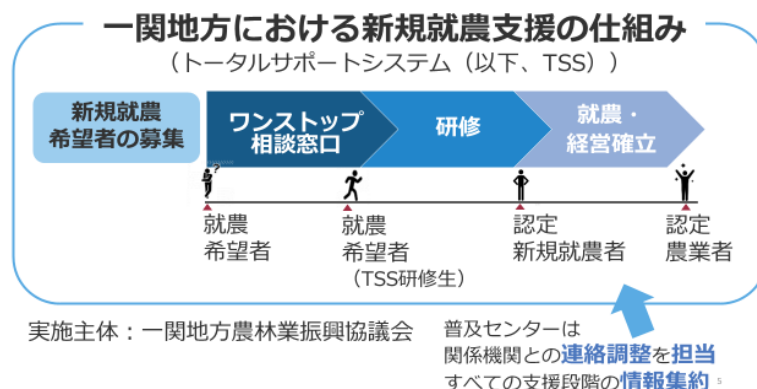 一関地方における新規就農支援の仕組み
（トータルサポートシステム（以下、TSS））
新規就農
希望者の募集
ワンストップ
相談窓口
研修
就農・
経営確立
?
就農
希望者
就農
希望者
(TSS研修生)
認定
新規就農者
認定
農業者
実施主体：一関地方農林業振興協議会
普及センターは
関係機関との連絡調整を担当
すべての支援段階の情報集約
5